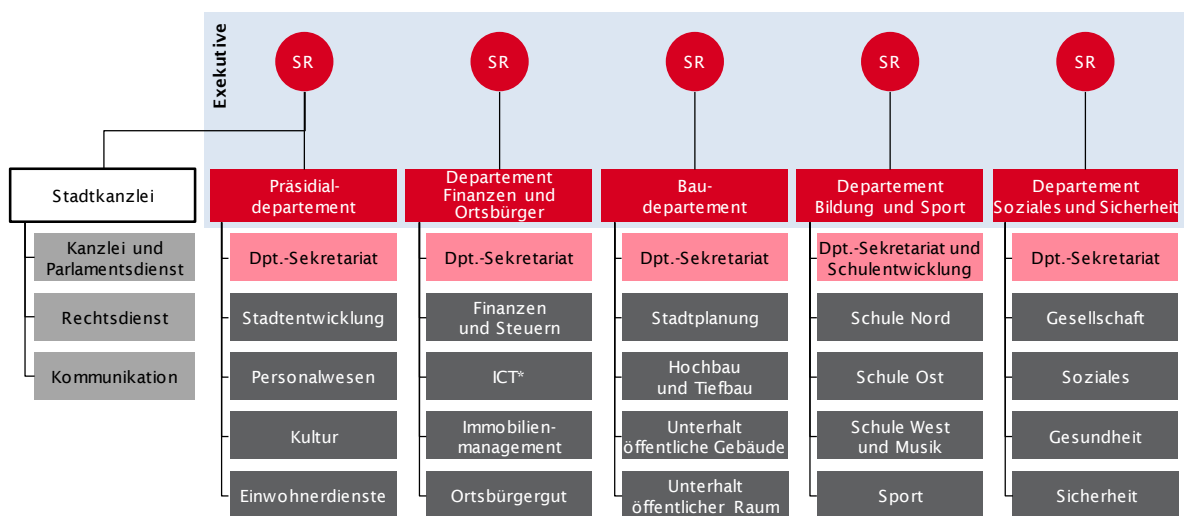 Exekutive
SR
SR
SR
SR
SR
Stadtkanzlei
Kanzlei und
Parlamentsdienst
Rechtsdienst
Kommunikation
Präsidial-
departement
Dpt.-Sekretariat
Stadtentwicklung
Personalwesen
Kultur
Einwohnerdienste
Departement
Finanzen und
Ortsbürger
Dpt.-Sekretariat
Finanzen
und Steuern
ICT*
Immobilien-
management
Ortsbürgergut
Bau-
departement
Dpt.-Sekretariat
Stadtplanung
Hochbau
und Tiefbau
Unterhalt
öffentliche Gebäude
Unterhalt
öffentlicher Raum
Departement
Bildung und Sport
Dpt.-Sekretariat und
Schulentwicklung
Schule Nord
Schule Ost
Schule West
und Musik
Sport
Departement
Soziales und Sicherheit
Dpt.-Sekretariat
Gesellschaft
Soziales
Gesundheit
Sicherheit